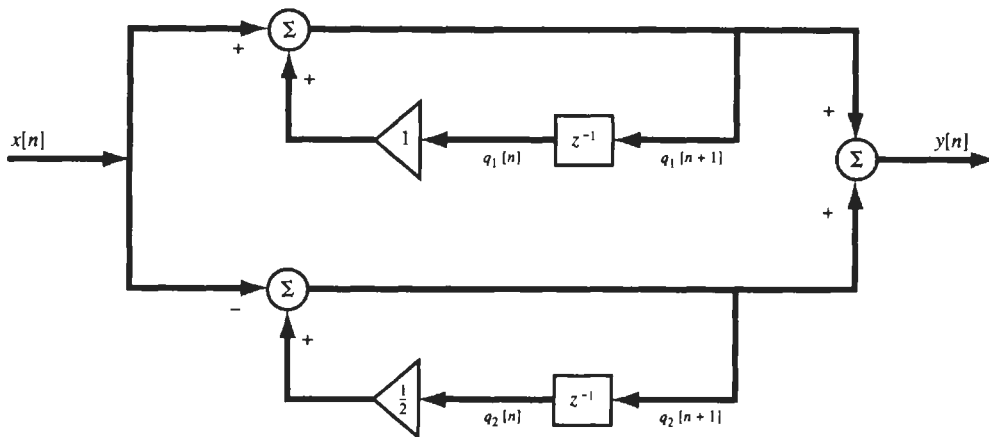 Σ
+
+
1
z⁻¹
q₁[n]
q₁[n + 1]
x[n]
+
Σ
y[n]
+
Σ
−
+
½
z⁻¹
q₂[n]
q₂[n + 1]